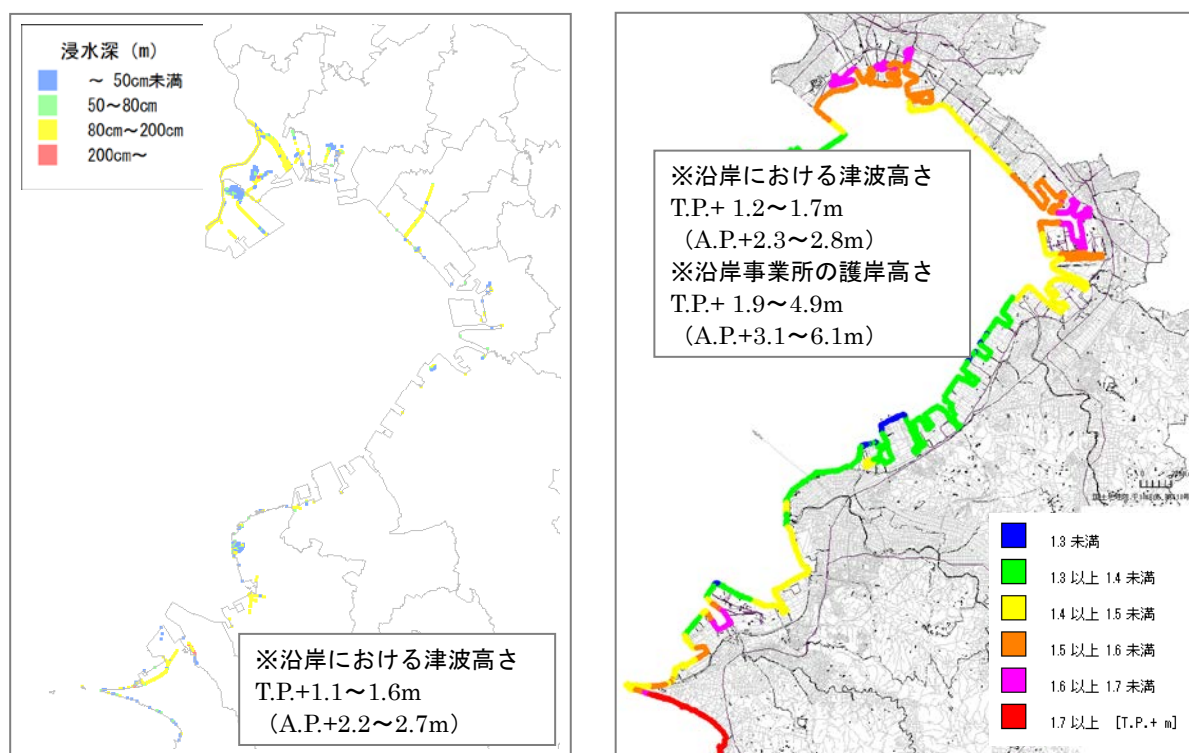 浸水深 (m)
～ 50cm未満
50～80cm
80cm～200cm
200cm～
※沿岸における津波高さ
T.P.+1.1～1.6m
（A.P.+2.2～2.7m）
※沿岸における津波高さ
T.P.+ 1.2～1.7m
（A.P.+2.3～2.8m）
※沿岸事業所の護岸高さ
T.P.+ 1.9～4.9m
（A.P.+3.1～6.1m）
1.3 未満
1.3 以上 1.4 未満
1.4 以上 1.5 未満
1.5 以上 1.6 未満
1.6 以上 1.7 未満
1.7 以上 [T.P.+ m]